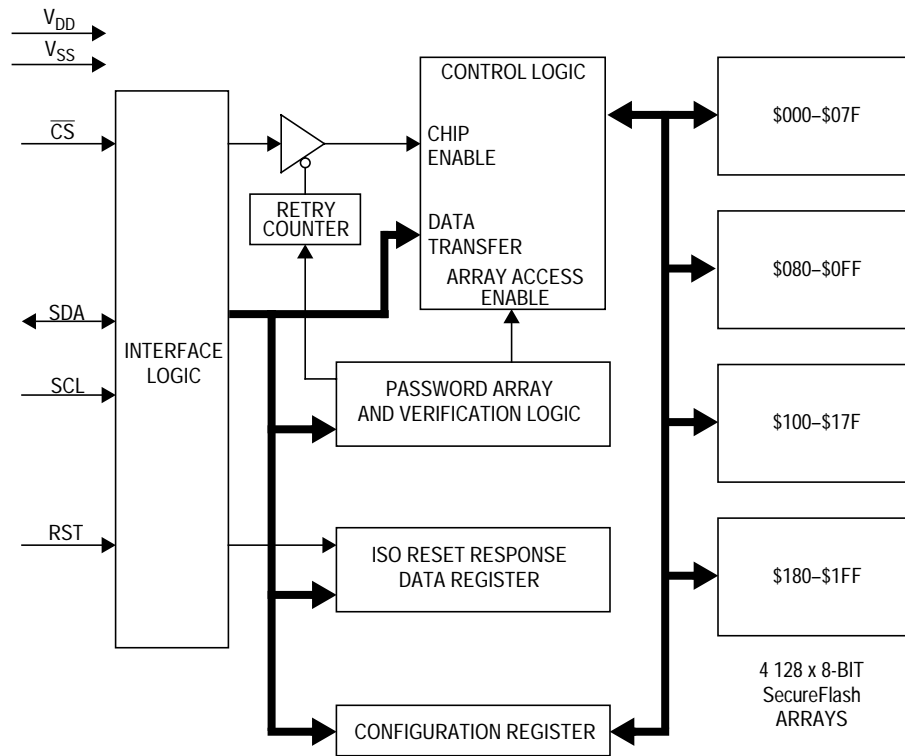 V_DD
V_SS
CS
SDA
SCL
RST
INTERFACE
LOGIC
RETRY
COUNTER
CONTROL LOGIC
CHIP
ENABLE
DATA
TRANSFER
ARRAY ACCESS
ENABLE
PASSWORD ARRAY
AND VERIFICATION LOGIC
ISO RESET RESPONSE
DATA REGISTER
CONFIGURATION REGISTER
$000–$07F
$080–$0FF
$100–$17F
$180–$1FF
4 128 x 8-BIT
SecureFlash
ARRAYS